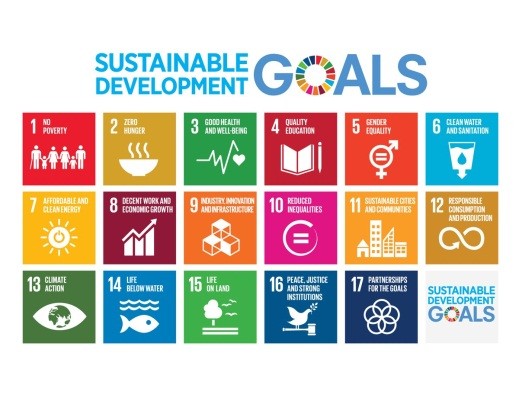 SUSTAINABLE
DEVELOPMENT
GOALS
1 NO
POVERTY
2 ZERO
HUNGER
3 GOOD HEALTH
AND WELL-BEING
4 QUALITY
EDUCATION
5 GENDER
EQUALITY
6 CLEAN WATER
AND SANITATION
7 AFFORDABLE AND
CLEAN ENERGY
8 DECENT WORK AND
ECONOMIC GROWTH
9 INDUSTRY, INNOVATION
AND INFRASTRUCTURE
10 REDUCED
INEQUALITIES
11 SUSTAINABLE CITIES
AND COMMUNITIES
12 RESPONSIBLE
CONSUMPTION
AND PRODUCTION
13 CLIMATE
ACTION
14 LIFE
BELOW WATER
15 LIFE
ON LAND
16 PEACE, JUSTICE
AND STRONG
INSTITUTIONS
17 PARTNERSHIPS
FOR THE GOALS
SUSTAINABLE
DEVELOPMENT
GOALS